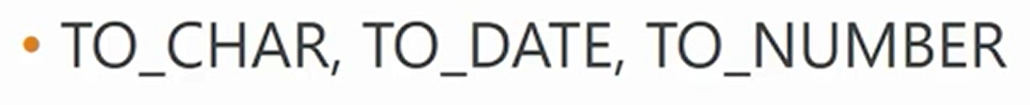 • TO_CHAR, TO_DATE, TO_NUMBER